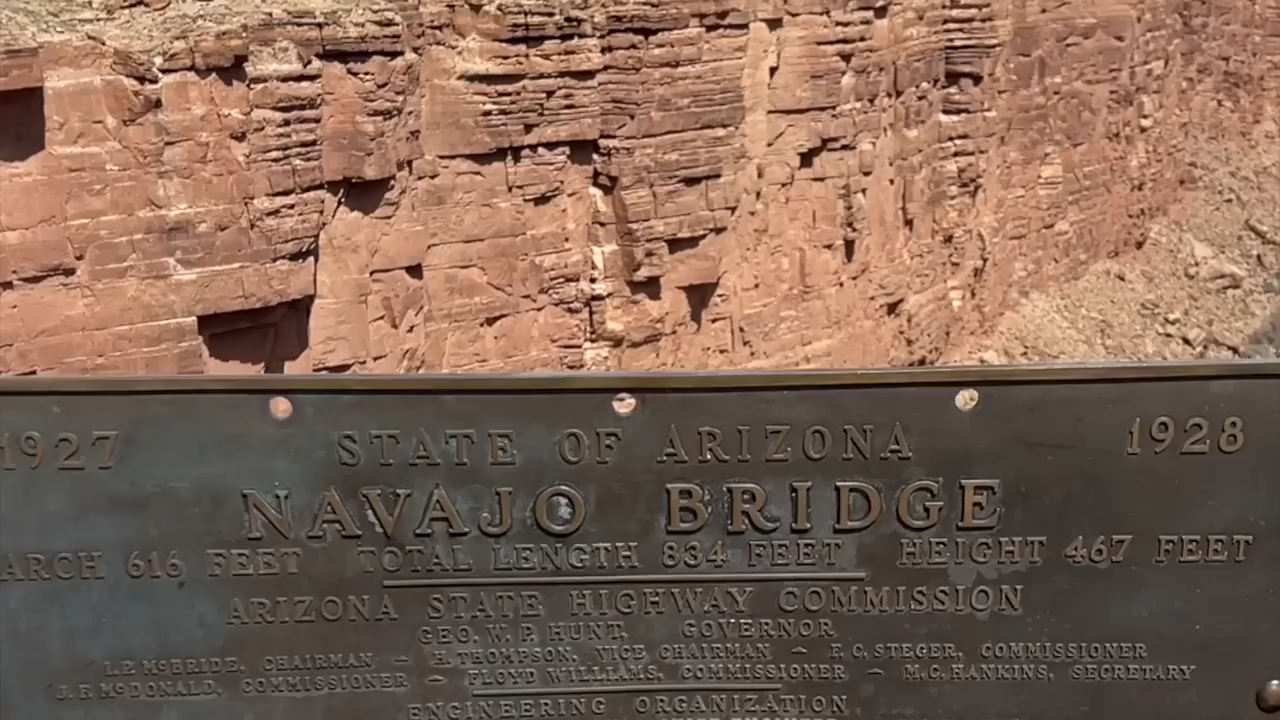 1927 STATE OF ARIZONA 1928
NAVAJO BRIDGE
ARCH 616 FEET TOTAL LENGTH 834 FEET HEIGHT 467 FEET
ARIZONA STATE HIGHWAY COMMISSION
GEO. W. P. HUNT, GOVERNOR
I. P. McBRIDE, CHAIRMAN – H. THOMPSON, VICE CHAIRMAN – F. C. STEGER, COMMISSIONER
J. F. McDONALD, COMMISSIONER – FLOYD WILLIAMS, COMMISSIONER – M. C. HANKINS, SECRETARY
ENGINEERING ORGANIZATION